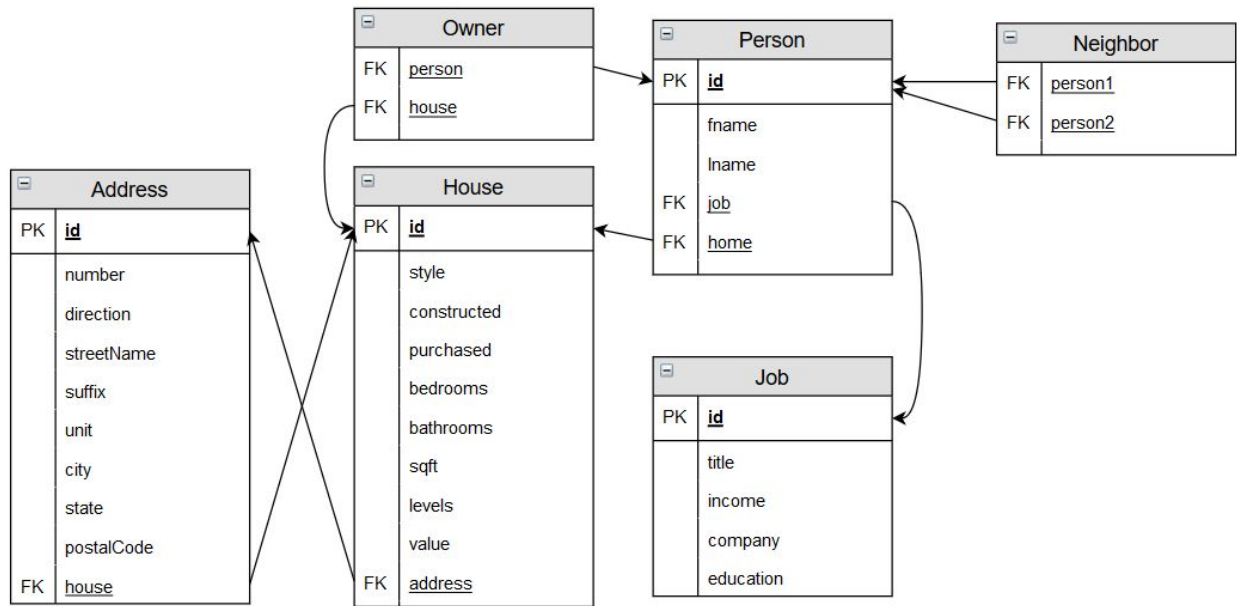 Owner
FK person
FK house
Person
PK id
fname
lname
FK job
FK home
Neighbor
FK person1
FK person2
Address
PK id
number
direction
streetName
suffix
unit
city
state
postalCode
FK house
House
PK id
style
constructed
purchased
bedrooms
bathrooms
sqft
levels
value
FK address
Job
PK id
title
income
company
education